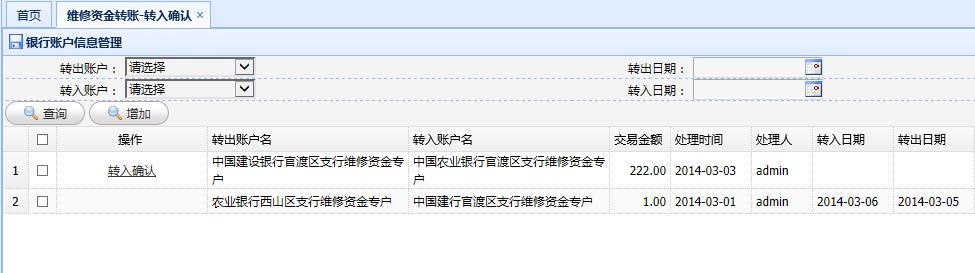 首页 维修资金转账-转入确认 ×
银行账户信息管理
转出账户： 请选择 转出日期：
转入账户： 请选择 转入日期：
查询 增加
操作 转出账户名 转入账户名 交易金额 处理时间 处理人 转入日期 转出日期
1 转入确认 中国建设银行官渡区支行维修资金专户 中国农业银行官渡区支行维修资金专户 222.00 2014-03-03 admin
2 农业银行西山区支行维修资金专户 中国建行官渡区支行维修资金专户 1.00 2014-03-01 admin 2014-03-06 2014-03-05